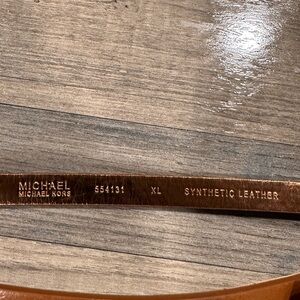 MICHAEL
MICHAEL KORS
554131 XL SYNTHETIC LEATHER